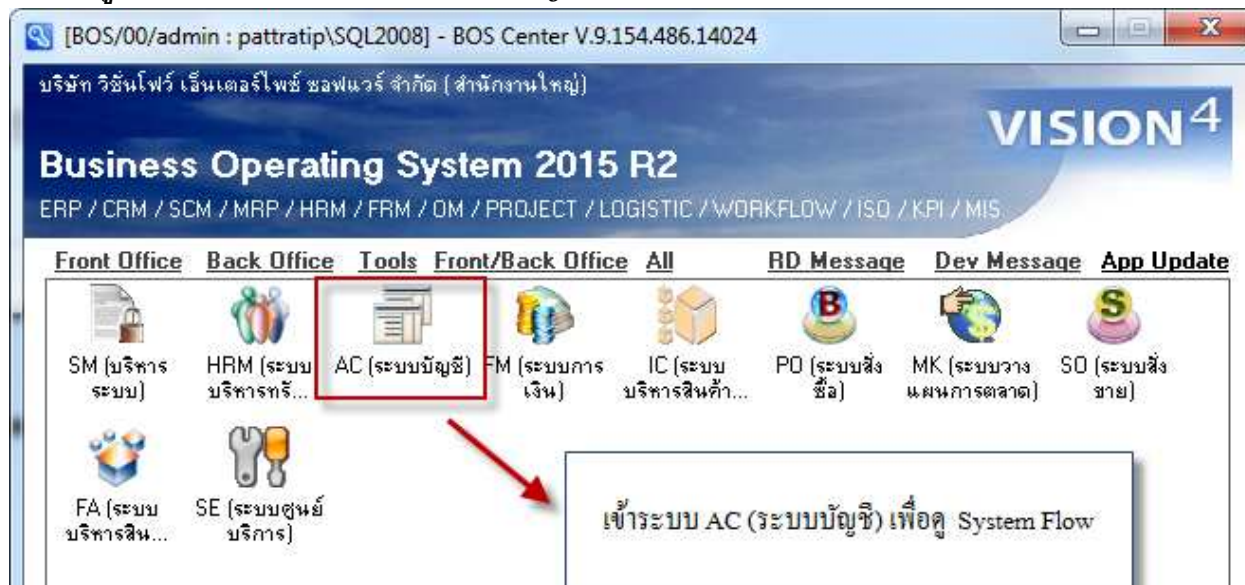 [BOS/00/admin : pattratip\SQL2008] - BOS Center V.9.154.486.14024
บริษัท วิชั่นโฟว์ เอ็นเตอร์ไพซ์ ซอฟแวร์ จำกัด (สำนักงานใหญ่)
VISION4
Business Operating System 2015 R2
ERP / CRM / SCM / MRP / HRM / FRM / OM / PROJECT / LOGISTIC / WORKFLOW / ISO / KPI / MIS
Front Office Back Office Tools Front/Back Office All RD Message Dev Message App Update
SM (บริหาร HRM (ระบบ AC (ระบบบัญชี) FM (ระบบการ IC (ระบบ PO (ระบบสั่ง MK (ระบบวาง SO (ระบบสั่ง
ระบบ) บริหารทรั... เงิน) บริหารสินค้า... ซื้อ) แผนการตลาด) ขาย)
FA (ระบบ SE (ระบบศูนย์
บริหารสิน... บริการ)
เข้าระบบ AC (ระบบบัญชี) เพื่อดู System Flow